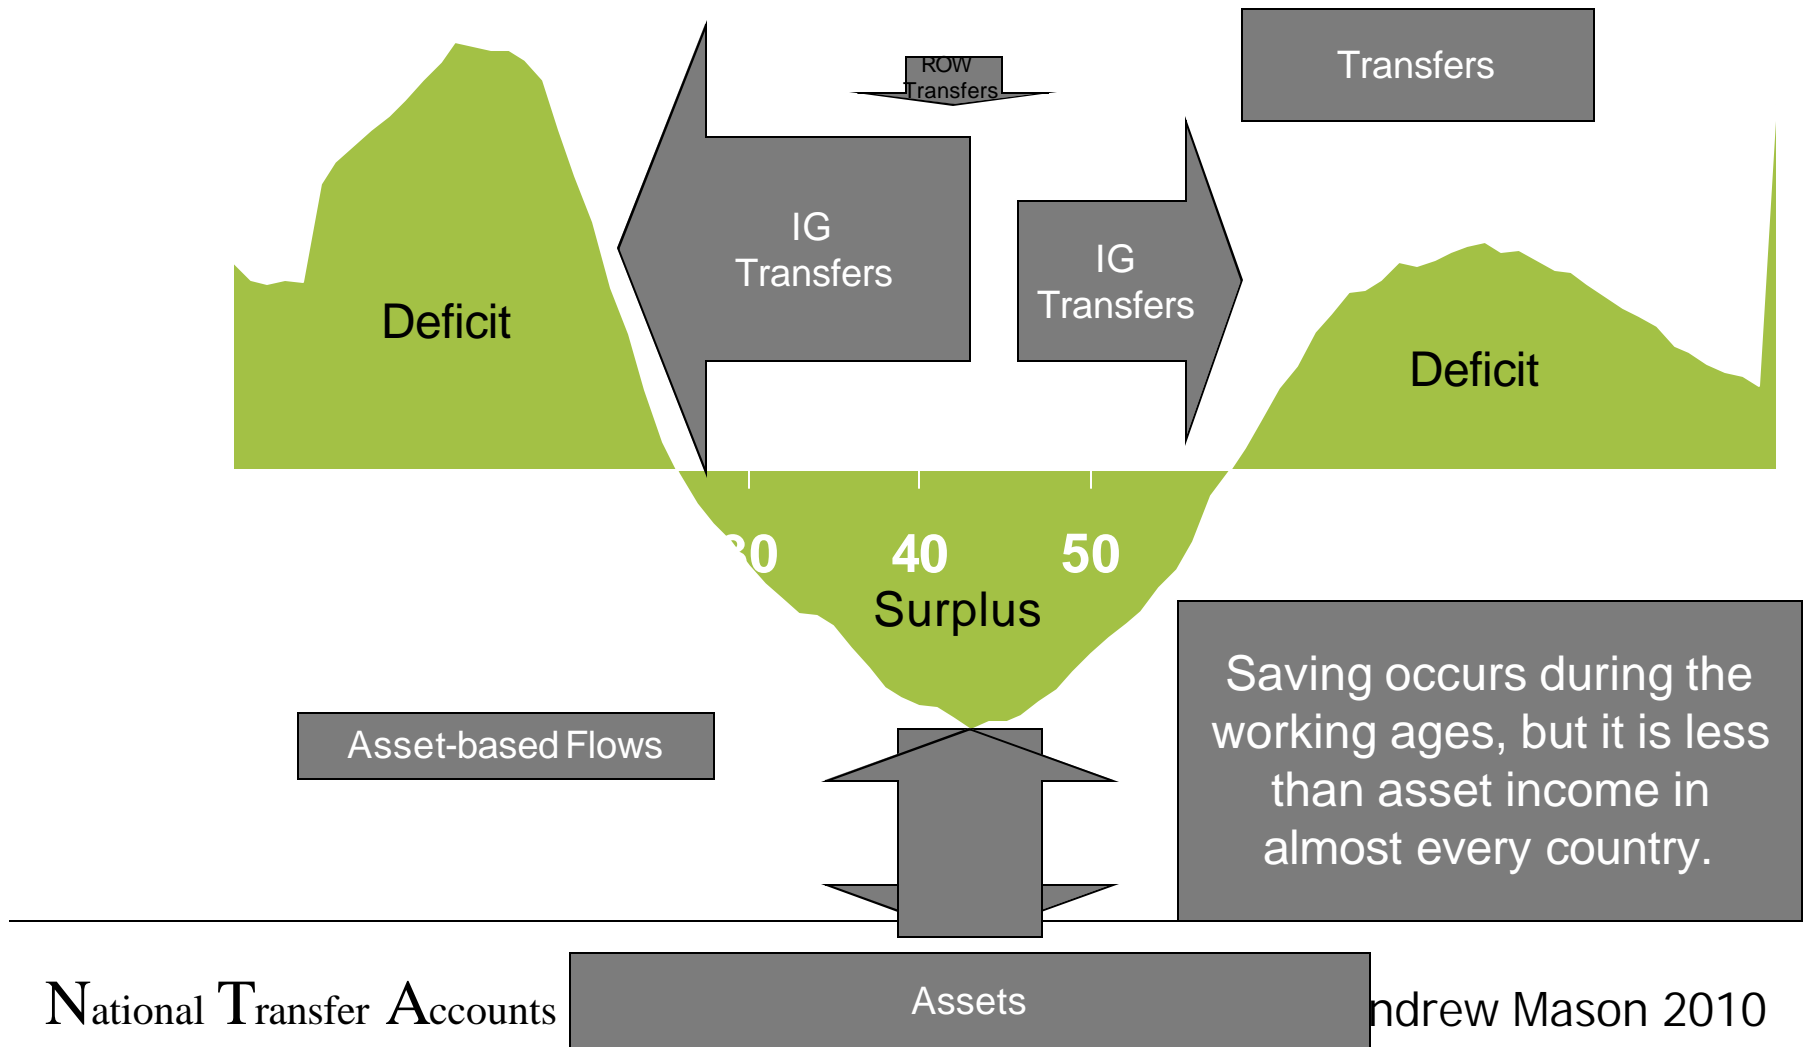 ROW
Transfers
Transfers
IG
Transfers
IG
Transfers
Deficit
Deficit
30
40
50
Surplus
Asset-based Flows
Saving occurs during the
working ages, but it is less
than asset income in
almost every country.
National Transfer Accounts
Assets
ndrew Mason 2010